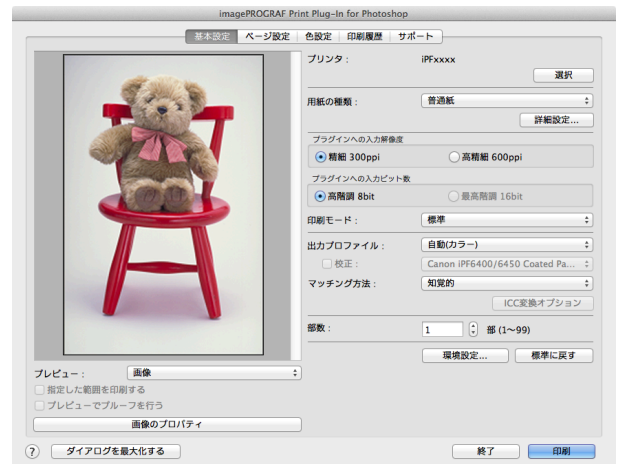 imagePROGRAF Print Plug-In for Photoshop
基本設定 ページ設定 色設定 印刷履歴 サポート
プリンタ： iPFxxxx
選択
用紙の種類： 普通紙
詳細設定...
プラグインへの入力解像度
精細 300ppi 高精細 600ppi
プラグインへの入力ビット数
高階調 8bit 最高階調 16bit
印刷モード： 標準
出力プロファイル： 自動(カラー)
校正： Canon iPF6400/6450 Coated Pa...
マッチング方法： 知覚的
ICC変換オプション
部数： 1 部 (1〜99)
環境設定... 標準に戻す
プレビュー： 画像
指定した範囲を印刷する
プレビューでプルーフを行う
画像のプロパティ
? ダイアログを最大化する 終了 印刷